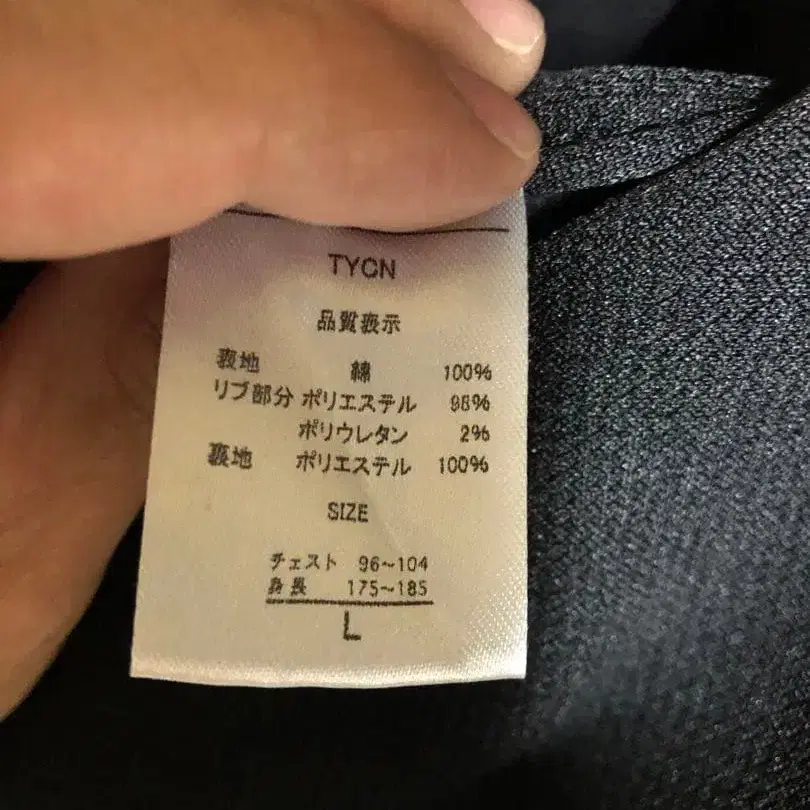 TYCN
品質表示
表地 綿 100%
リブ部分 ポリエステル 98%
ポリウレタン 2%
裏地 ポリエステル 100%
SIZE
チェスト 96~104
身長 175~185
L